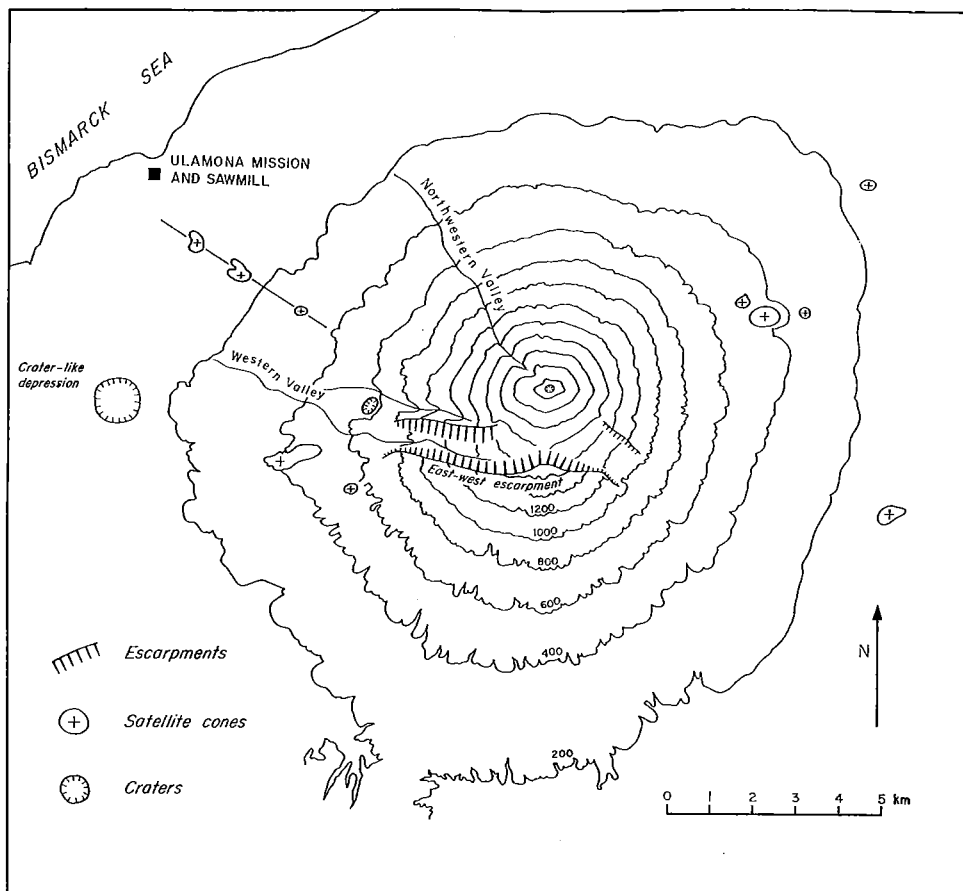 BISMARCK SEA
ULAMONA MISSION
AND SAWMILL
Northwestern Valley
Crater-like
depression
Western Valley
East-west escarpment
1200
1000
800
600
400
200
Escarpments
Satellite cones
Craters
N
0 1 2 3 4 5 km